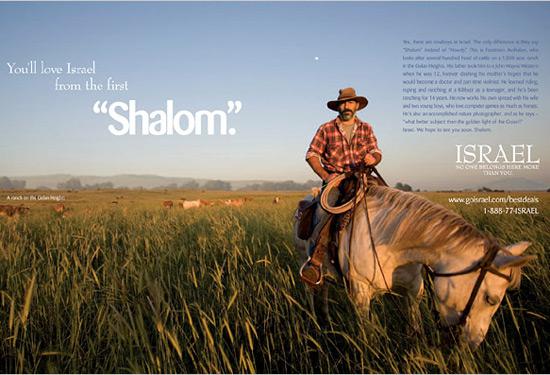 You'll love Israel
from the first
“Shalom.”
Yes, there are cowboys in Israel. The only difference is they say
“Shalom” instead of “Howdy.” This is
who
looks after several hundred head of cattle on a
acre ranch
in the Golan Heights. His father took him to a John Wayne Western
when he was 12, forever dashing his mother's hopes that he
would become a doctor and part-time violinist. He learned riding,
roping and ranching at a Kibbutz as a teenager, and he's been
ranching for 14 years. He now works his own spread with his wife
and two young boys, who love computer games as much as horses.
He's also an accomplished nature photographer, and as he says –
“what better subject than the golden light of the Golan?”
Israel. We hope to see you soon. Shalom.
ISRAEL
NO ONE BELONGS HERE MORE
THAN YOU.
A ranch on the Golan Heights
www.goisrael.com/bestdeals
1-888-774-ISRAEL